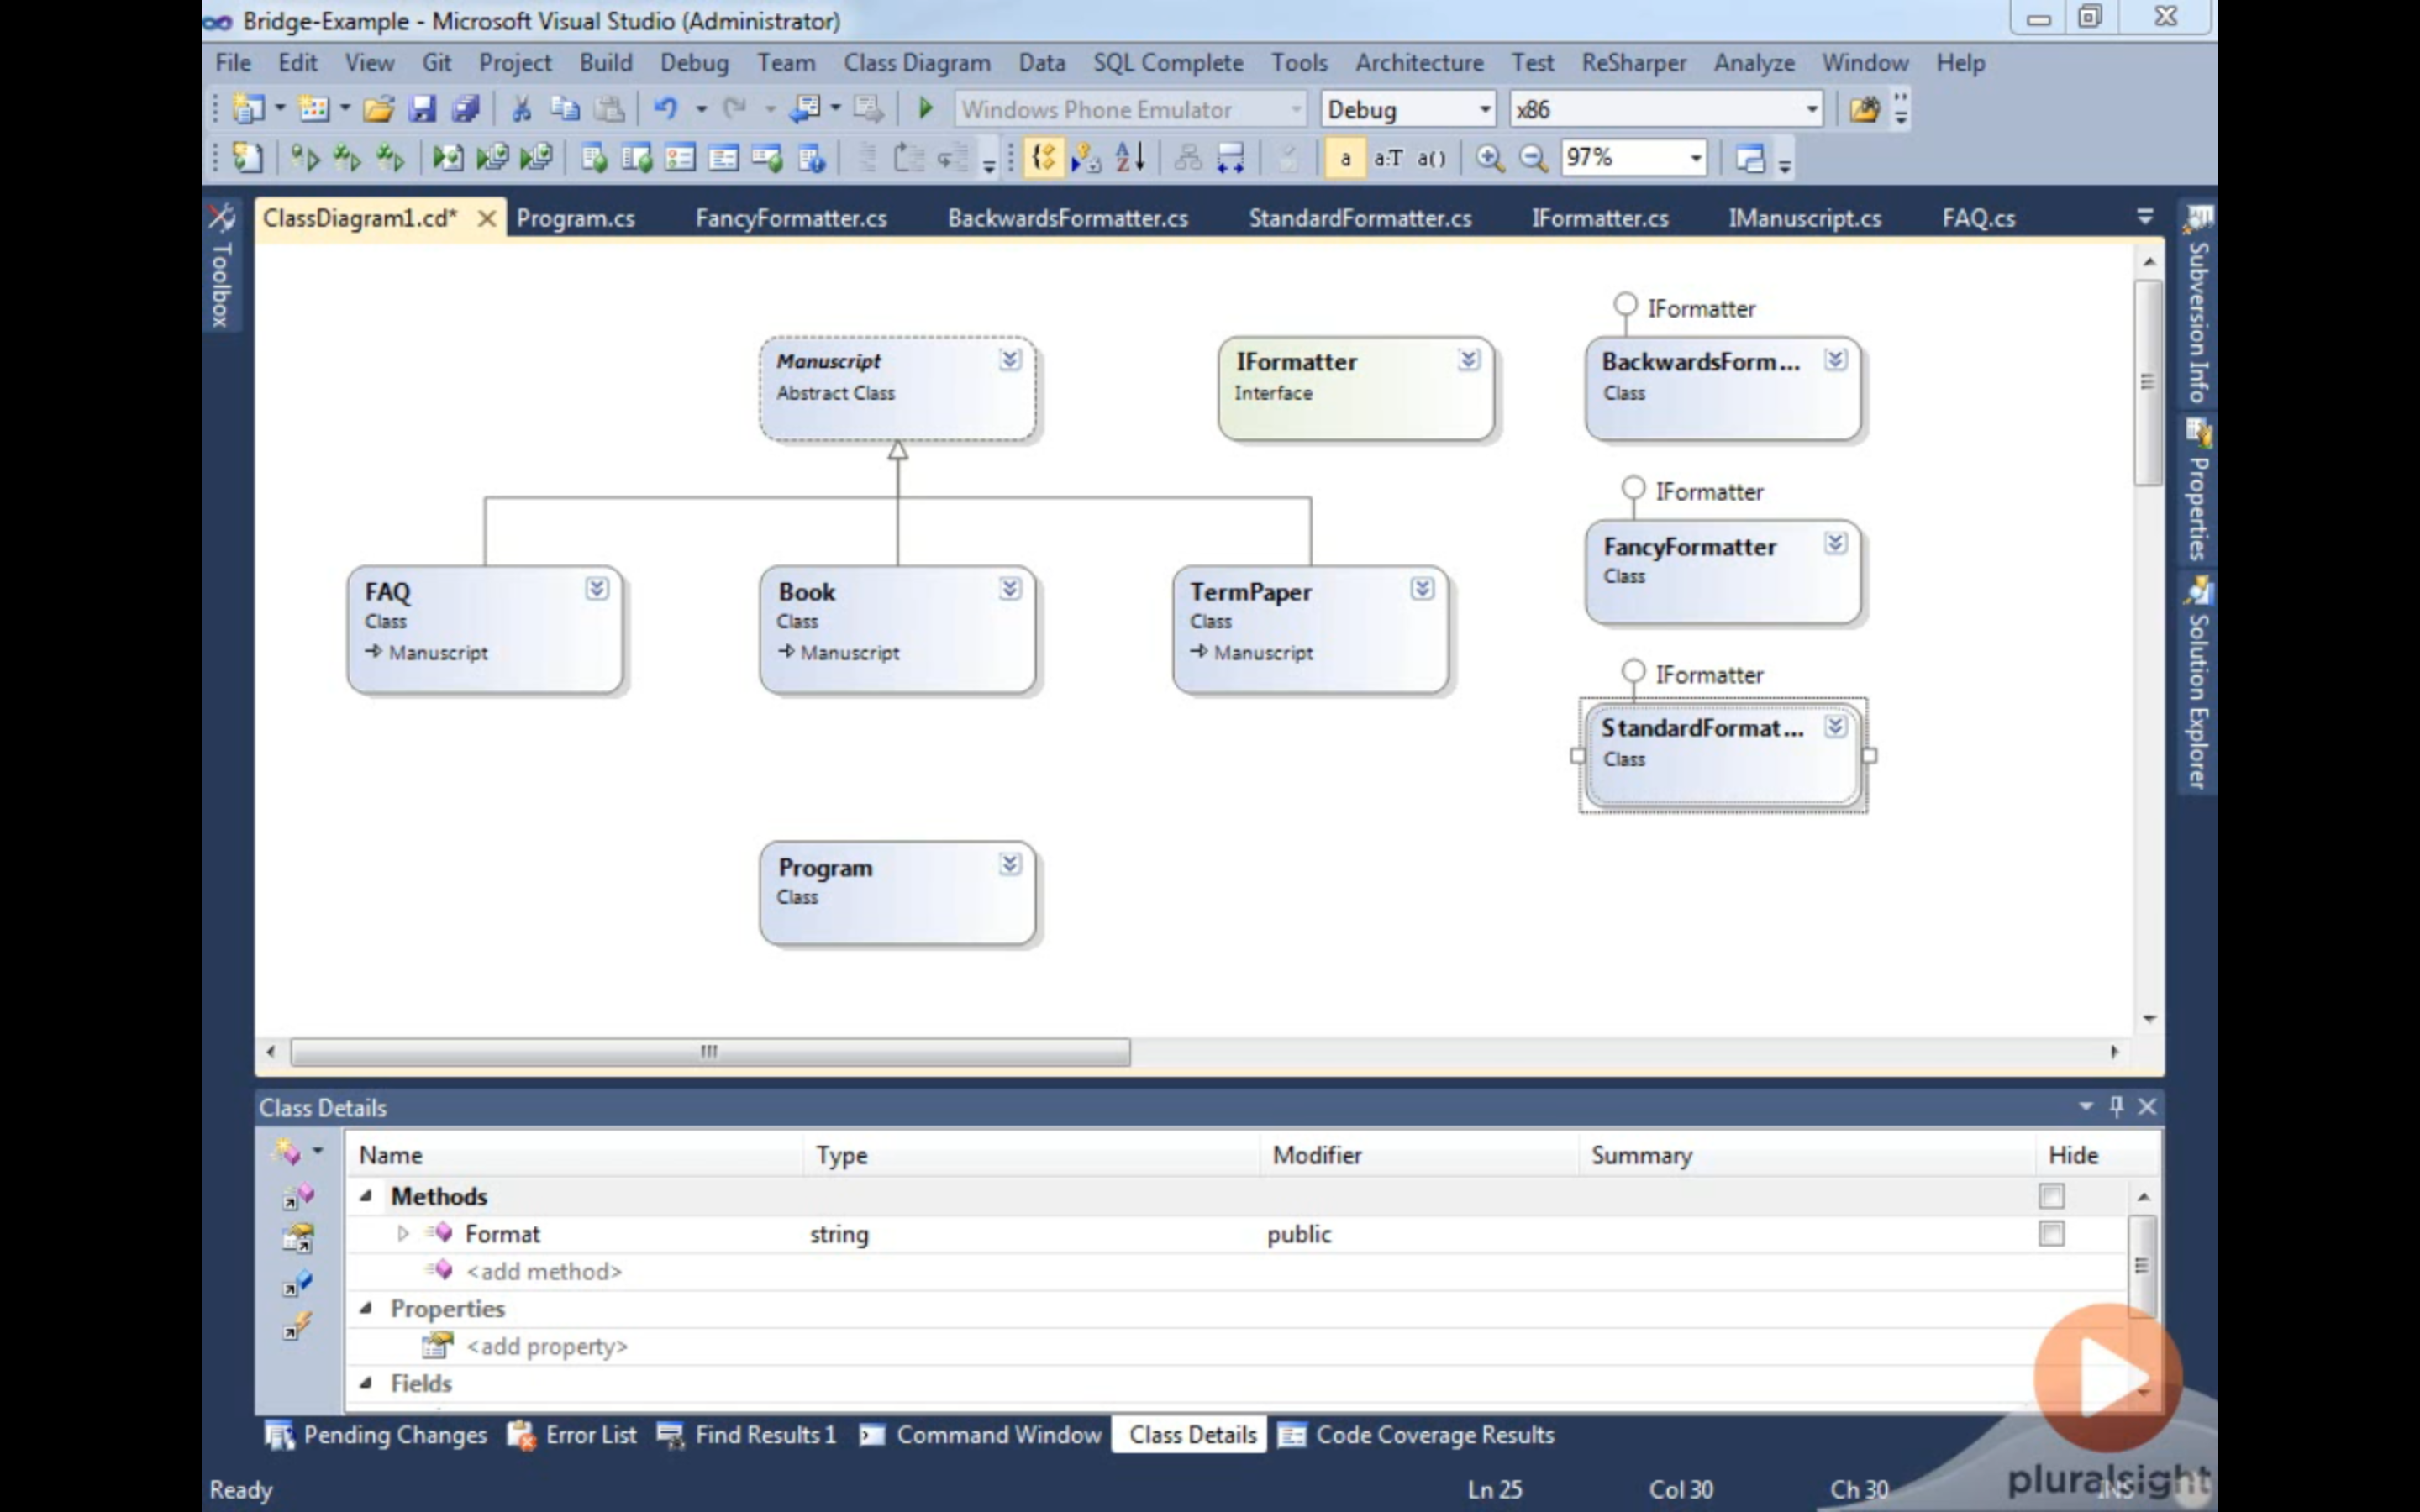 Bridge-Example - Microsoft Visual Studio (Administrator)
File Edit View Git Project Build Debug Team Class Diagram Data SQL Complete Tools Architecture Test ReSharper Analyze Window Help
Windows Phone Emulator Debug x86
a a:T a() 97%
Toolbox
ClassDiagram1.cd* Program.cs FancyFormatter.cs BackwardsFormatter.cs StandardFormatter.cs IFormatter.cs IManuscript.cs FAQ.cs
Subversion Info
Properties
Solution Explorer
Manuscript
Abstract Class
IFormatter
Interface
IFormatter
BackwardsForm...
Class
IFormatter
FancyFormatter
Class
FAQ
Class
Manuscript
Book
Class
Manuscript
TermPaper
Class
Manuscript
IFormatter
StandardFormat...
Class
Program
Class
Class Details
Name Type Modifier Summary Hide
Methods
Format string public
<add method>
Properties
<add property>
Fields
Pending Changes Error List Find Results 1 Command Window Class Details Code Coverage Results
Ready Ln 25 Col 30 Ch 30 INS
pluralsight